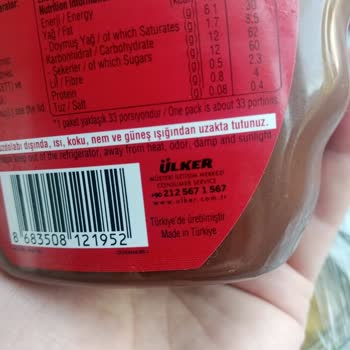 Nutrition Information
Enerji / Energy
Yağ / Fat
- Doymuş Yağ / of which Saturates
Karbonhidrat / Carbohydrate
- Şekerler / of which Sugars
Lif / Fibre
Protein
Tuz / Salt
30
8.5
62
60
2.3
4
0.4
(g) 6.1
(g) 1.7
(g) 12
(g) 12
(g) 0.5
(g)
(g) 0.08
*1 paket yaklaşık 33 porsiyondur / One pack is about 33 portions.
dışında, ısı, koku, nem ve güneş ışığından uzakta tutunuz.
keep out of the refrigerator, away from heat, odor, damp and sunlight
ÜLKER
MÜŞTERİ İLETİŞİM MERKEZİ
CONSUMER SERVICE
+90 212 567 1 567
www.ulker.com.tr
Türkiye'de üretilmiştir
Made in Türkiye
8 683508 121952